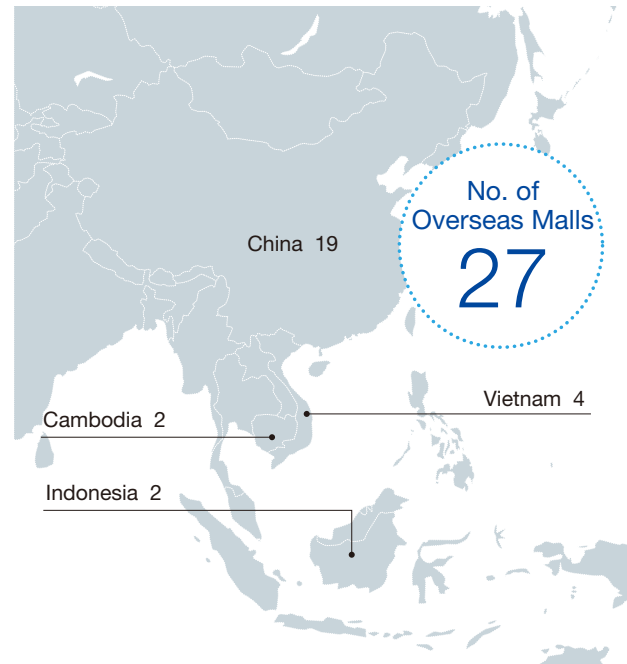 No. of
Overseas Malls
27
China 19
Vietnam 4
Cambodia 2
Indonesia 2